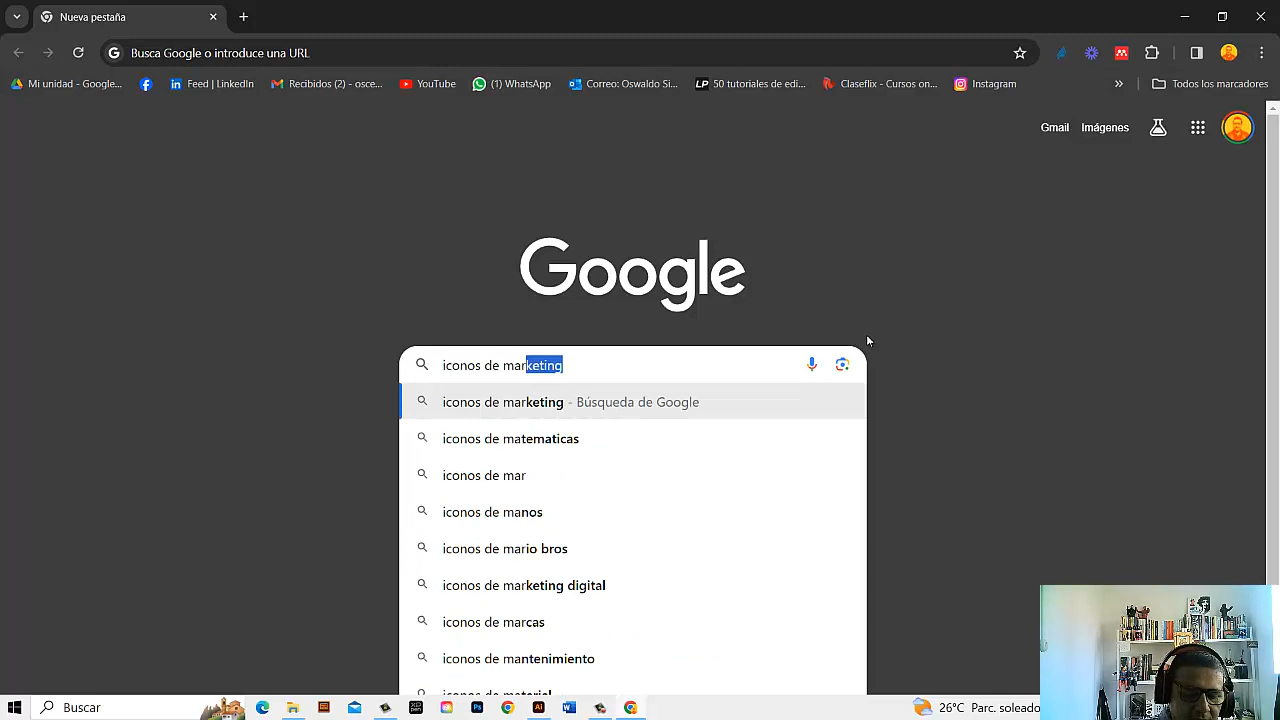 Nueva pestaña
Busca Google o introduce una URL
Mi unidad - Google...
Feed | LinkedIn
Recibidos (2) - osce...
YouTube
(1) WhatsApp
Correo: Oswaldo Si...
LP 50 tutoriales de edi...
Claseflix - Cursos on...
Instagram
»
Todos los marcadores
Gmail
Imágenes
Google
iconos de marketing
iconos de marketing - Búsqueda de Google
iconos de matematicas
iconos de mar
iconos de manos
iconos de mario bros
iconos de marketing digital
iconos de marcas
iconos de mantenimiento
iconos de material
Buscar
26°C Parc. soleado